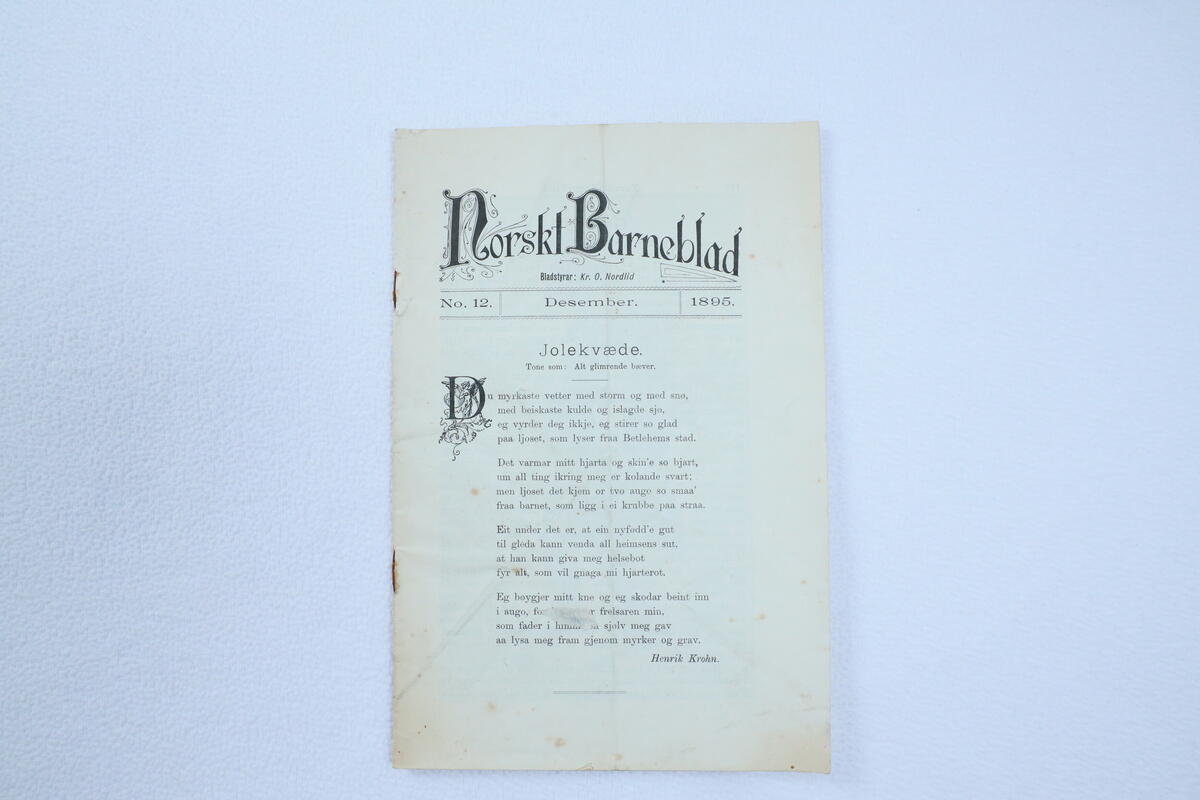 Norskt Barneblad
Bladstyrar: Kr. O. Nordlid
No. 12. Desember. 1895.
Jolekvæde.
Tone som: Alt glimrende bæver.
Du myrkaste vetter med storm og med snø,
med beiskaste kulde og islagde sjø,
eg vyrder deg ikkje, eg stirer so glad
paa ljoset, som lyser fraa Betlehems stad.
Det varmar mitt hjarta og skin'e so bjart,
um all ting ikring meg er kolande svart;
men ljoset det kjem or tvo augo so smaa'
fraa barnet, som ligg i ei krubbe paa straa.
Eit under det er, at ein nyfødd'e gut
til gleda kann venda all heimsens sut,
at han kann giva meg helsebot
fyr alt, som vil gnaga mi hjarterot.
Eg bøygjer mitt kne og eg skodar beint inn
i augo, frelsaren min,
som fader i sjølv meg gav
aa lysa meg fram gjenom myrker og grav.
Henrik Krohn.